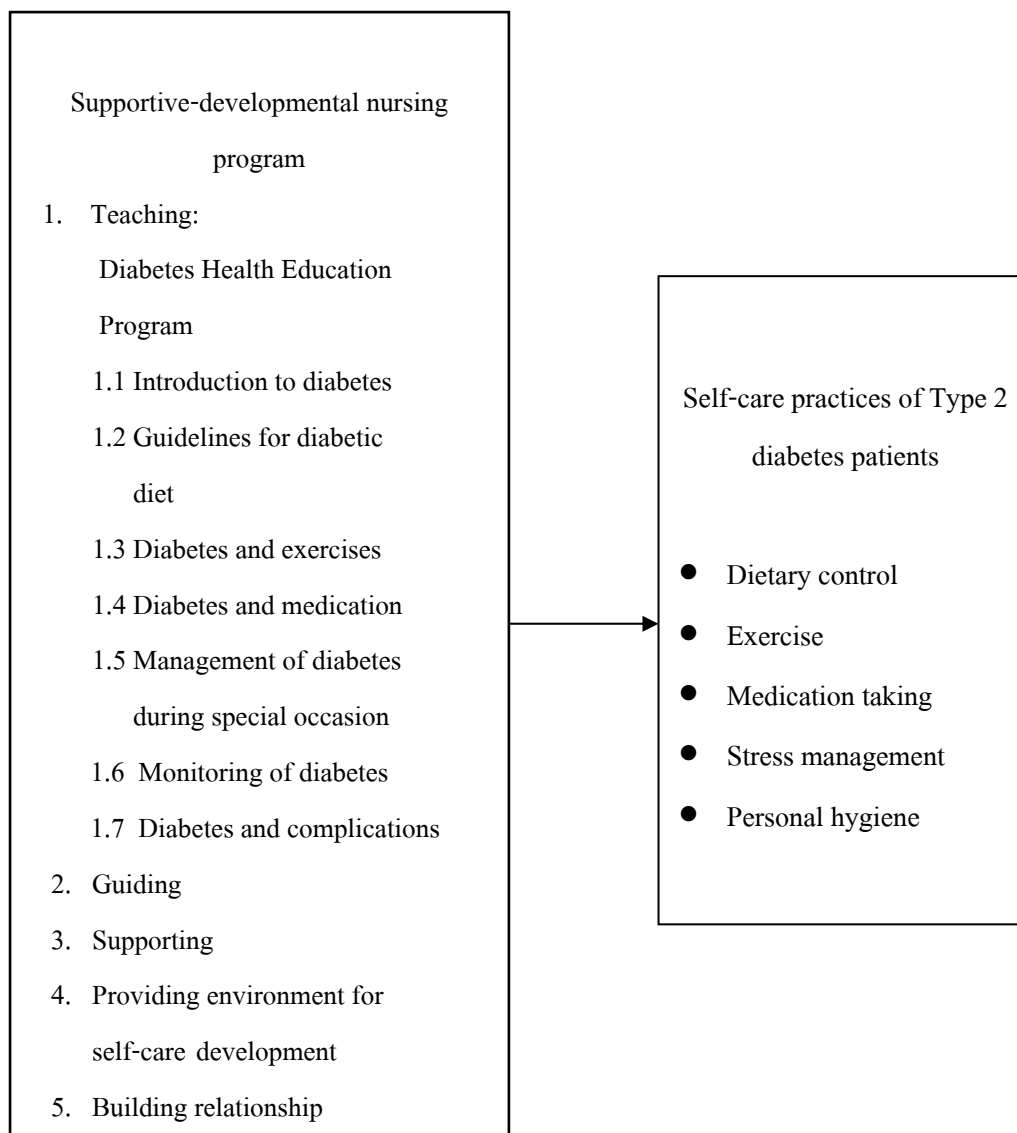 Supportive-developmental nursing
program
1. Teaching:
Diabetes Health Education
Program
1.1 Introduction to diabetes
1.2 Guidelines for diabetic
diet
1.3 Diabetes and exercises
1.4 Diabetes and medication
1.5 Management of diabetes
during special occasion
1.6 Monitoring of diabetes
1.7 Diabetes and complications
2. Guiding
3. Supporting
4. Providing environment for
self-care development
5. Building relationship
Self-care practices of Type 2
diabetes patients
● Dietary control
● Exercise
● Medication taking
● Stress management
● Personal hygiene